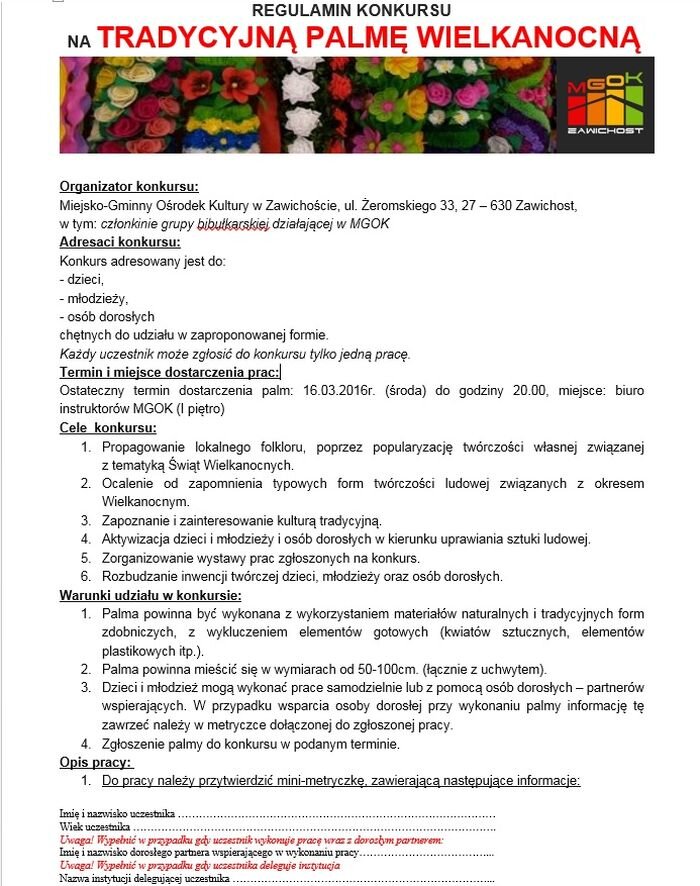 REGULAMIN KONKURSU
NA TRADYCYJNĄ PALMĘ WIELKANOCNĄ
MGOK
ZAWICHOST
Organizator konkursu:
Miejsko-Gminny Ośrodek Kultury w Zawichoście, ul. Żeromskiego 33, 27 – 630 Zawichost,
w tym: członkinie grupy bibułkarskiej działającej w MGOK
Adresaci konkursu:
Konkurs adresowany jest do:
- dzieci,
- młodzieży,
- osób dorosłych
chętnych do udziału w zaproponowanej formie.
Każdy uczestnik może zgłosić do konkursu tylko jedną pracę.
Termin i miejsce dostarczenia prac:
Ostateczny termin dostarczenia palm: 16.03.2016r. (środa) do godziny 20.00, miejsce: biuro
instruktorów MGOK (I piętro)
Cele konkursu:
1. Propagowanie lokalnego folkloru, poprzez popularyzację twórczości własnej związanej
z tematyką Świąt Wielkanocnych.
2. Ocalenie od zapomnienia typowych form twórczości ludowej związanych z okresem
Wielkanocnym.
3. Zapoznanie i zainteresowanie kulturą tradycyjną.
4. Aktywizacja dzieci i młodzieży i osób dorosłych w kierunku uprawiania sztuki ludowej.
5. Zorganizowanie wystawy prac zgłoszonych na konkurs.
6. Rozbudzanie inwencji twórczej dzieci, młodzieży oraz osób dorosłych.
Warunki udziału w konkursie:
1. Palma powinna być wykonana z wykorzystaniem materiałów naturalnych i tradycyjnych form
zdobniczych, z wykluczeniem elementów gotowych (kwiatów sztucznych, elementów
plastikowych itp.).
2. Palma powinna mieścić się w wymiarach od 50-100cm. (łącznie z uchwytem).
3. Dzieci i młodzież mogą wykonać prace samodzielnie lub z pomocą osób dorosłych – partnerów
wspierających. W przypadku wsparcia osoby dorosłej przy wykonaniu palmy informację tę
zawrzeć należy w metryczce dołączonej do zgłoszonej pracy.
4. Zgłoszenie palmy do konkursu w podanym terminie.
Opis pracy:
1. Do pracy należy przytwierdzić mini-metryczkę, zawierającą następujące informacje:
Imię i nazwisko uczestnika ……………………………………………………………
Wiek uczestnika ……………………………………………………………………..
Uwaga! Wypełnić w przypadku gdy uczestnik wykonuje pracę wraz z dorosłym partnerem:
Imię i nazwisko dorosłego partnera wspierającego w wykonaniu pracy………………………...
Uwaga! Wypełnić w przypadku gdy uczestnika deleguje instytucja
Nazwa instytucji delegującej uczestnika …………………………………………………...